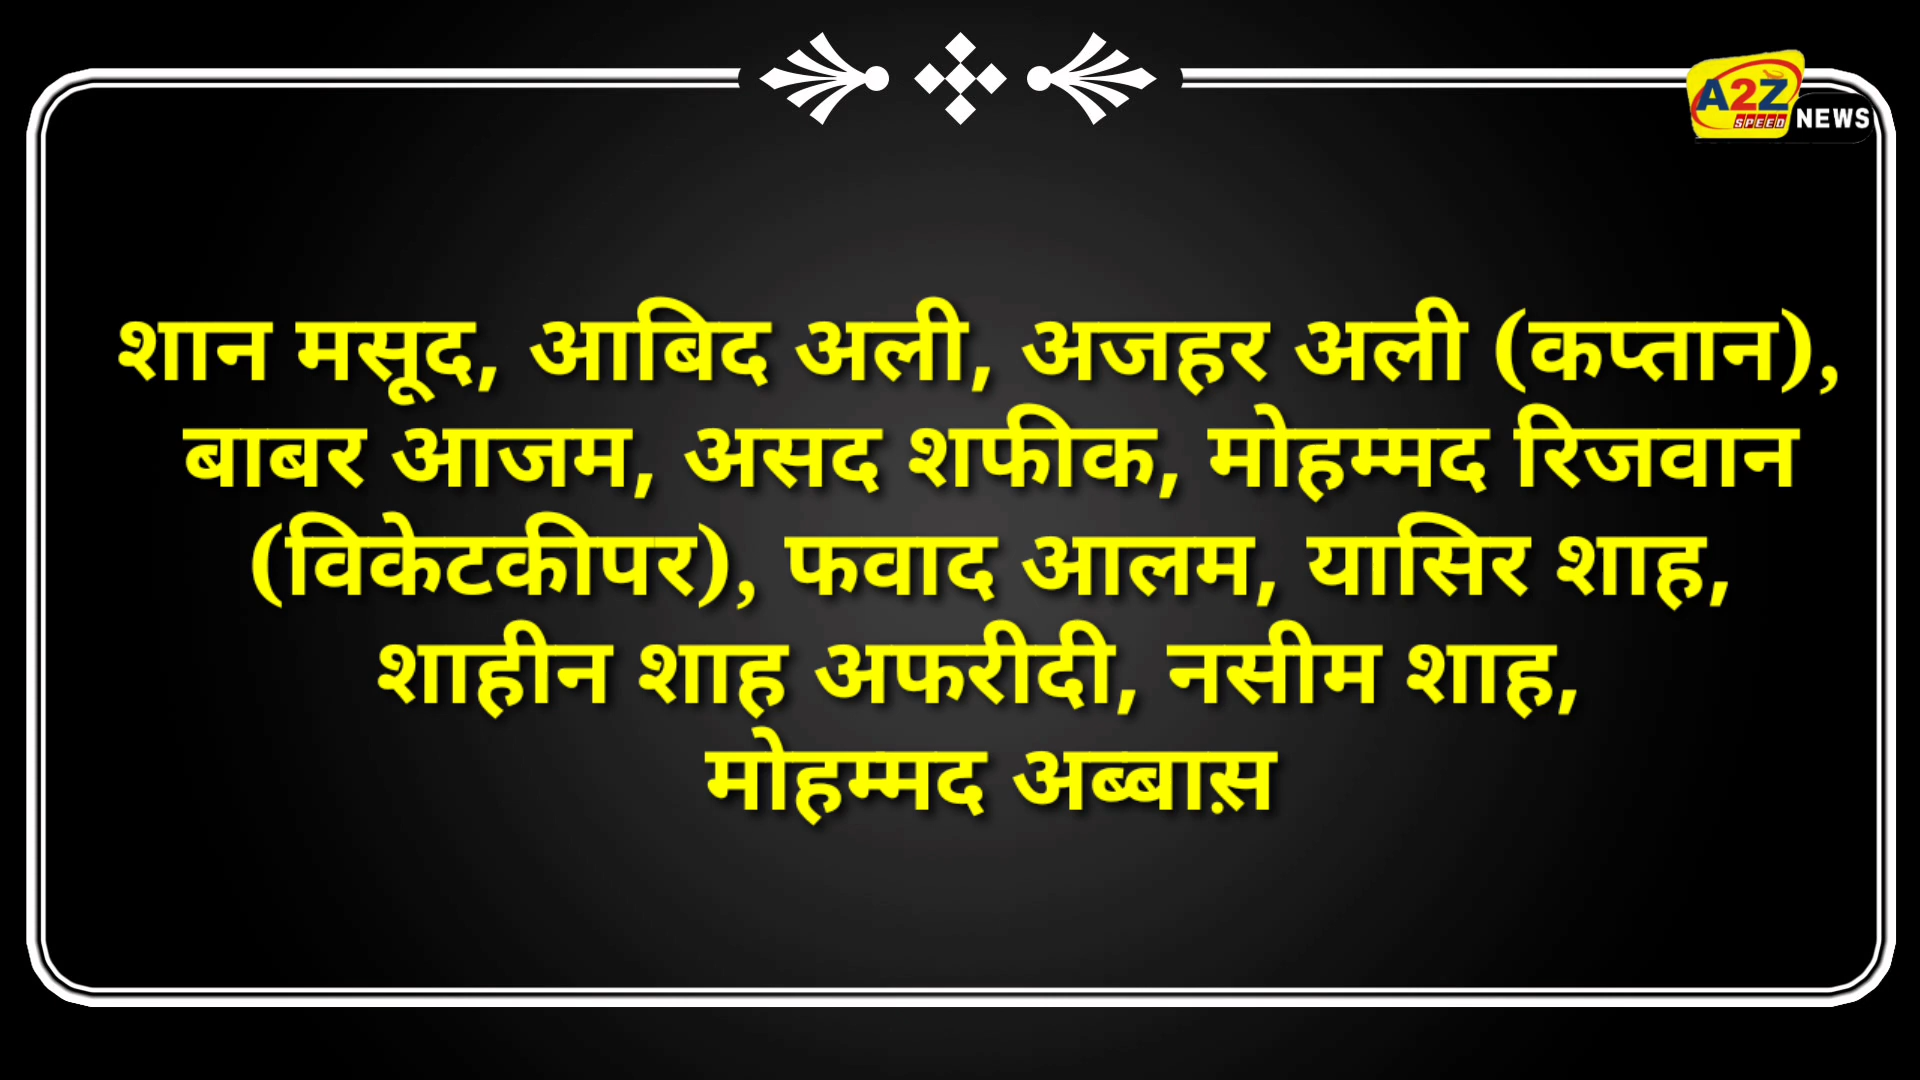 A2Z
SPEED NEWS
शान मसूद, आबिद अली, अजहर अली (कप्तान),
बाबर आजम, असद शफीक, मोहम्मद रिजवान
(विकेटकीपर), फवाद आलम, यासिर शाह,
शाहीन शाह अफरीदी, नसीम शाह,
मोहम्मद अब्बास़